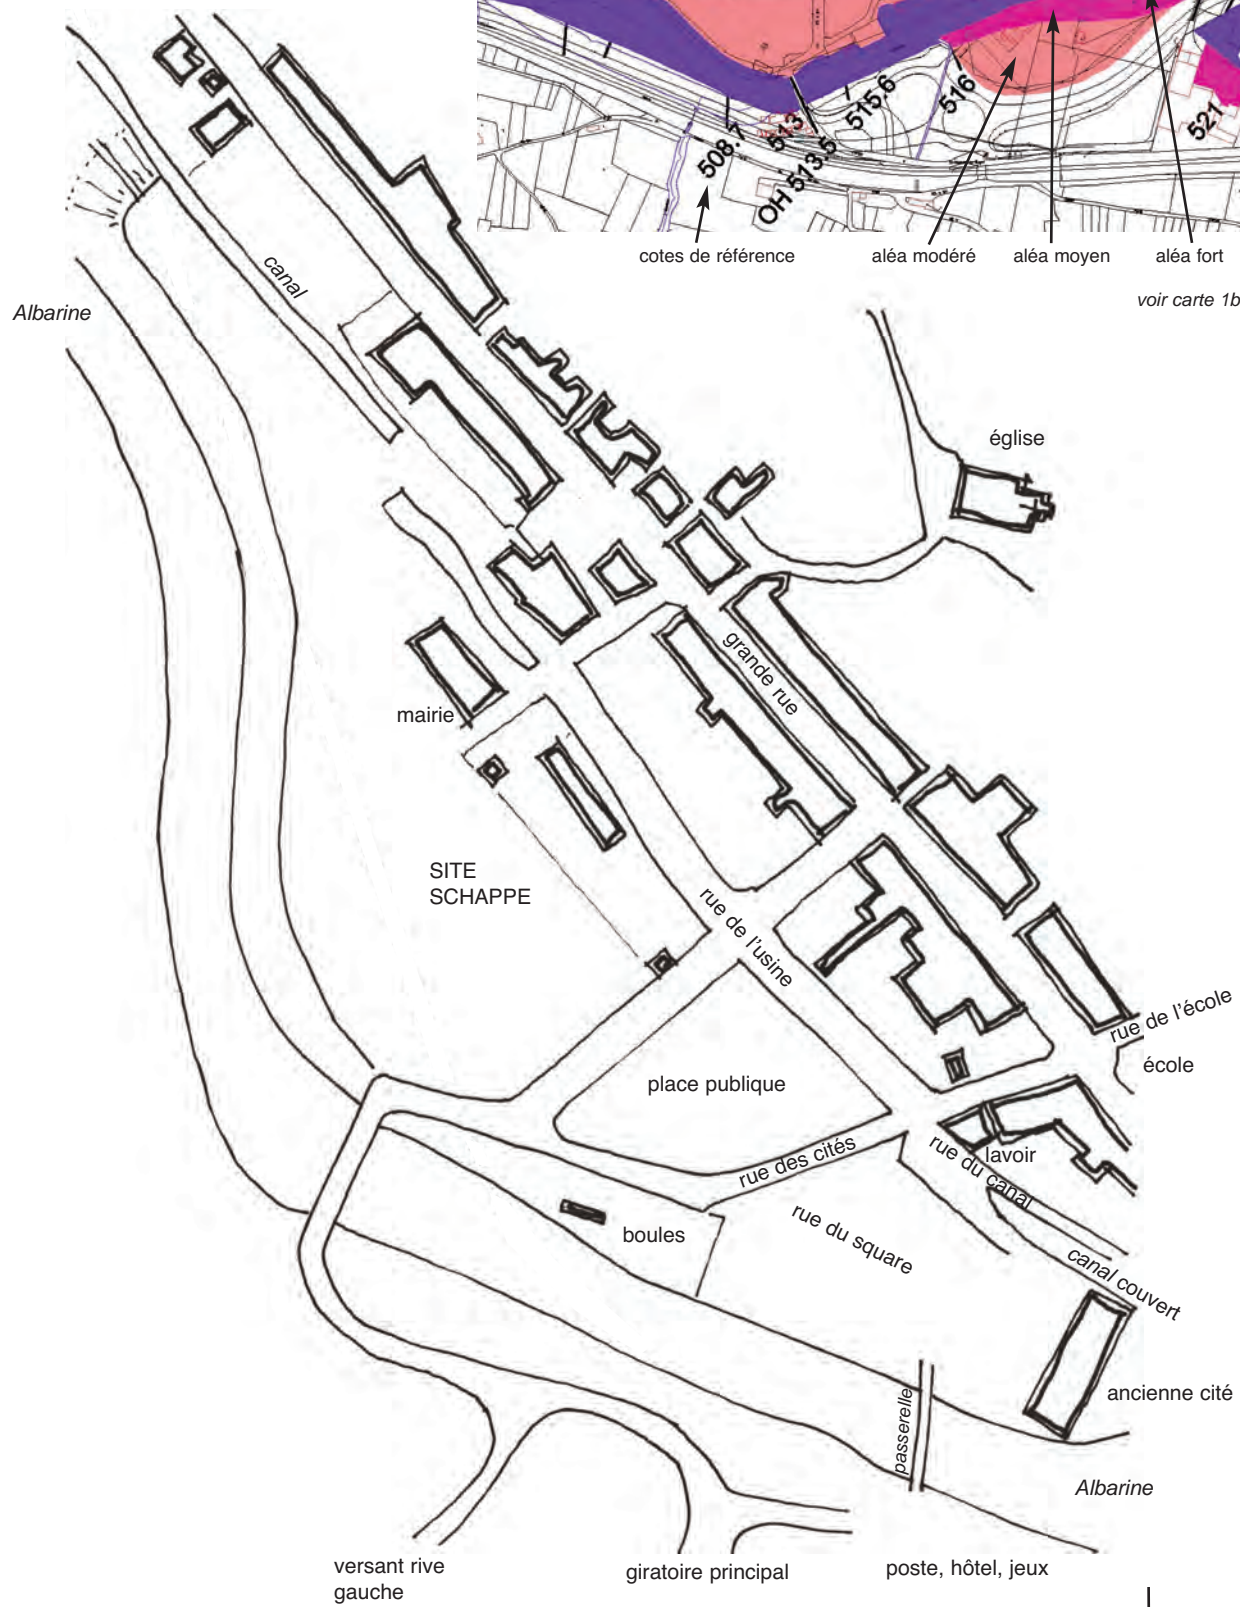 508.7
513
OH 513.5
515.6
516
521
cotes de référence
aléa modéré
aléa moyen
aléa fort
voir carte 1b
canal
Albarine
église
grande rue
mairie
SITE
SCHAPPE
rue de l'usine
rue de l'école
école
place publique
lavoir
rue des cités
rue du canal
rue du square
boules
canal couvert
ancienne cité
passerelle
Albarine
versant rive
gauche
giratoire principal
poste, hôtel, jeux